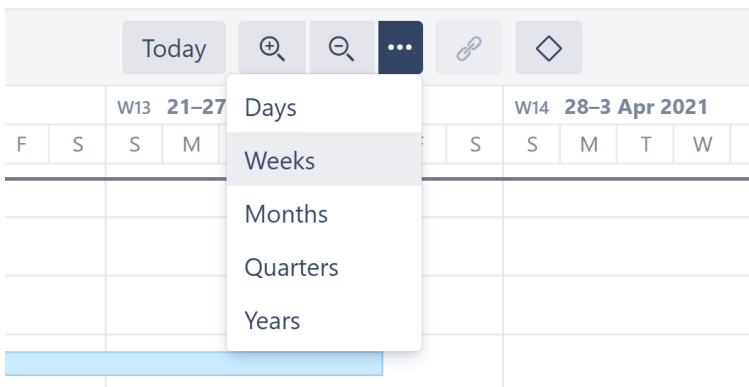 Today
W13 21–27
W14 28–3 Apr 2021
F S S M S S M T W
Days
Weeks
Months
Quarters
Years